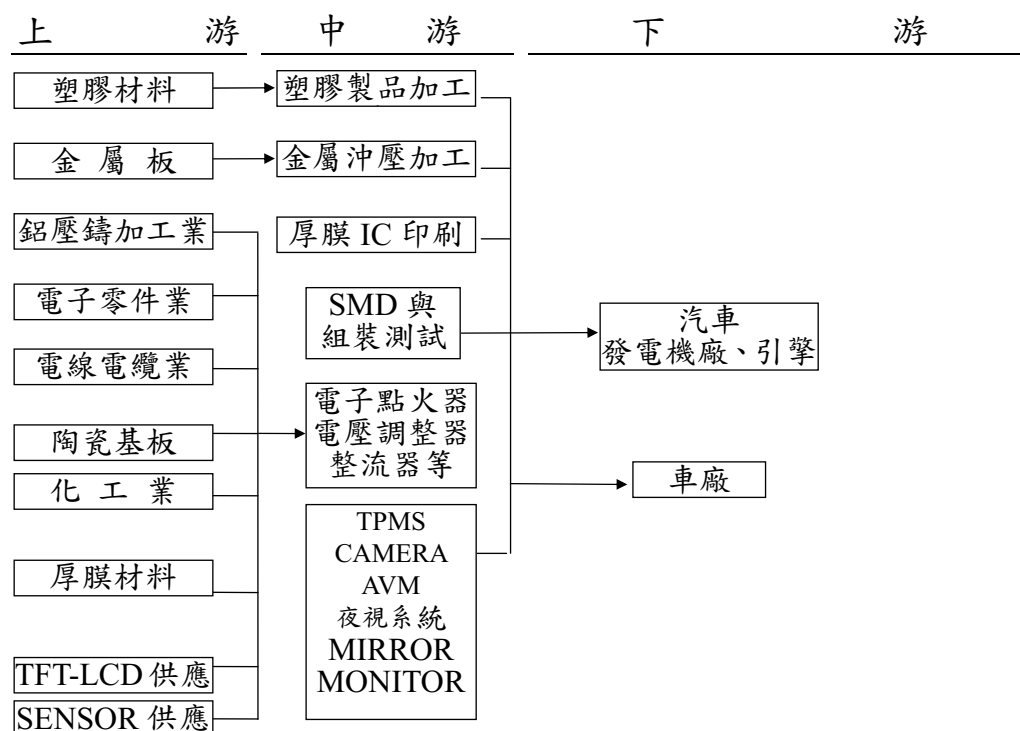 上 游 中 游 下 游
塑膠材料
塑膠製品加工
金 屬 板
金屬沖壓加工
鋁壓鑄加工業
厚膜 IC 印刷
電子零件業
SMD 與
組裝測試
汽車
發電機廠、引擎
電線電纜業
電子點火器
電壓調整器
整流器等
陶瓷基板
化 工 業
車廠
TPMS
CAMERA
AVM
夜視系統
MIRROR
MONITOR
厚膜材料
TFT-LCD 供應
SENSOR 供應